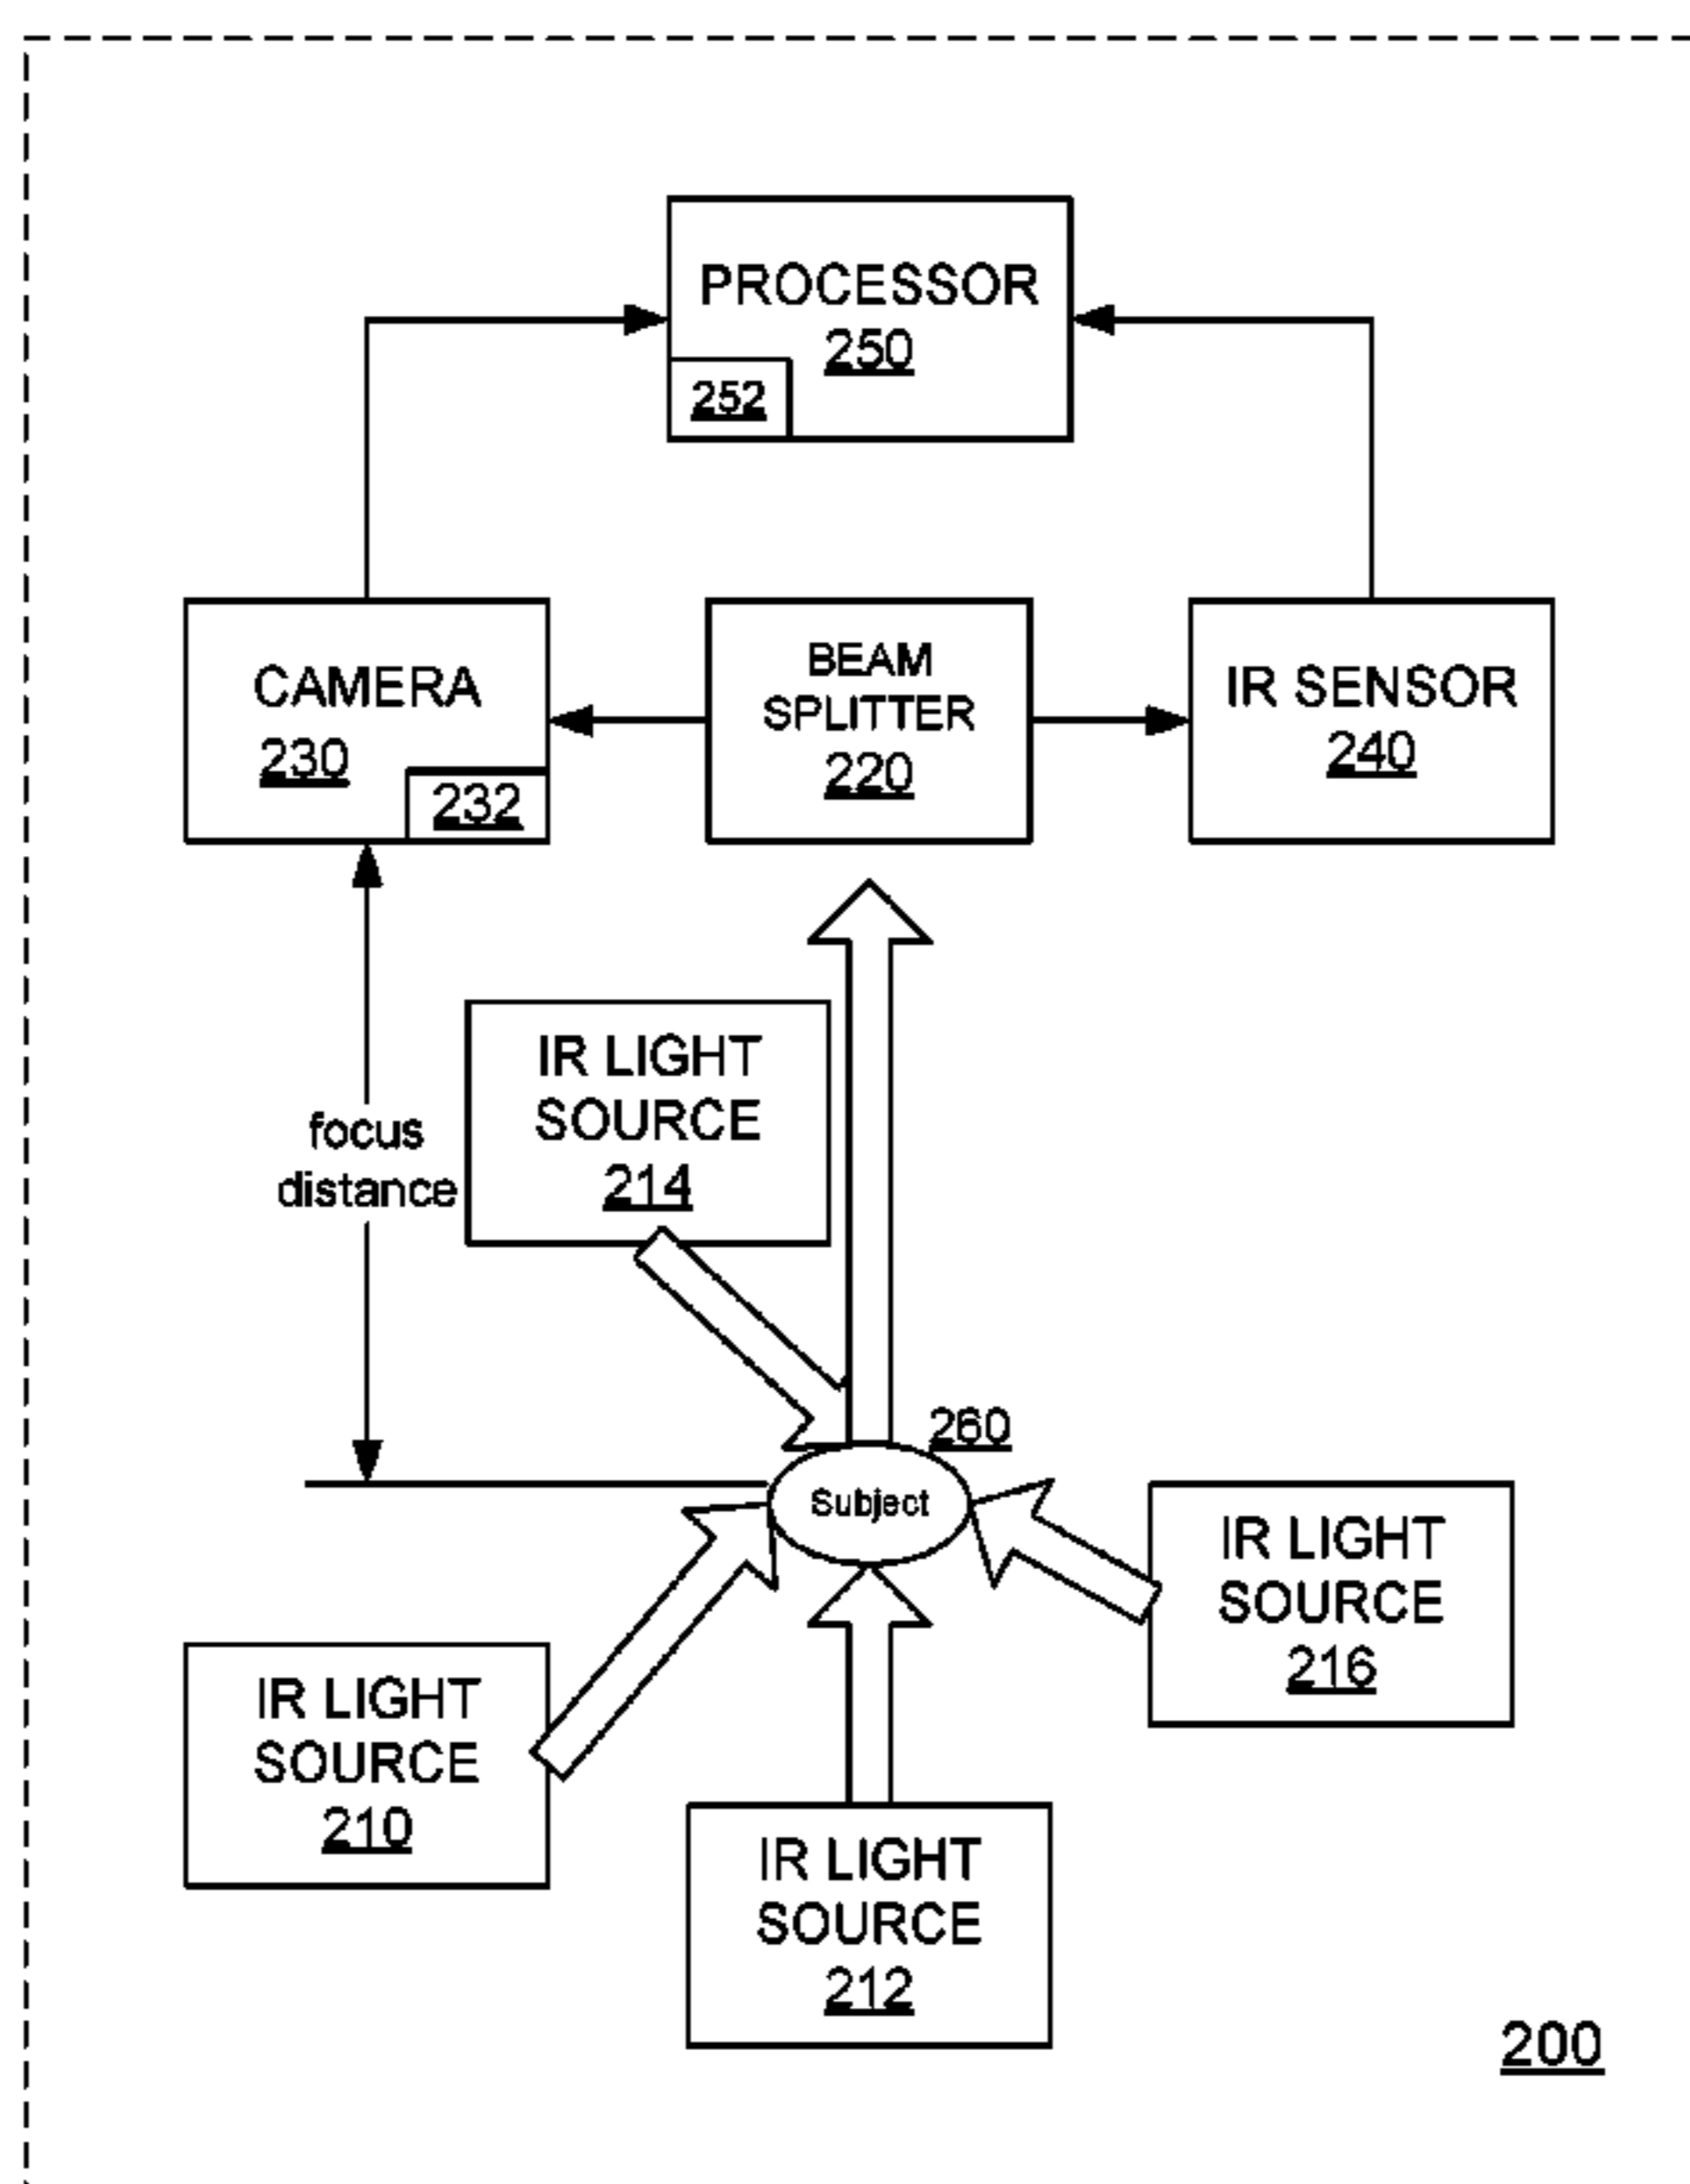 PROCESSOR
250
252
CAMERA
230
232
BEAM
SPLITTER
220
IR SENSOR
240
focus
distance
IR LIGHT
SOURCE
214
260
Subject
IR LIGHT
SOURCE
216
IR LIGHT
SOURCE
210
IR LIGHT
SOURCE
212
200